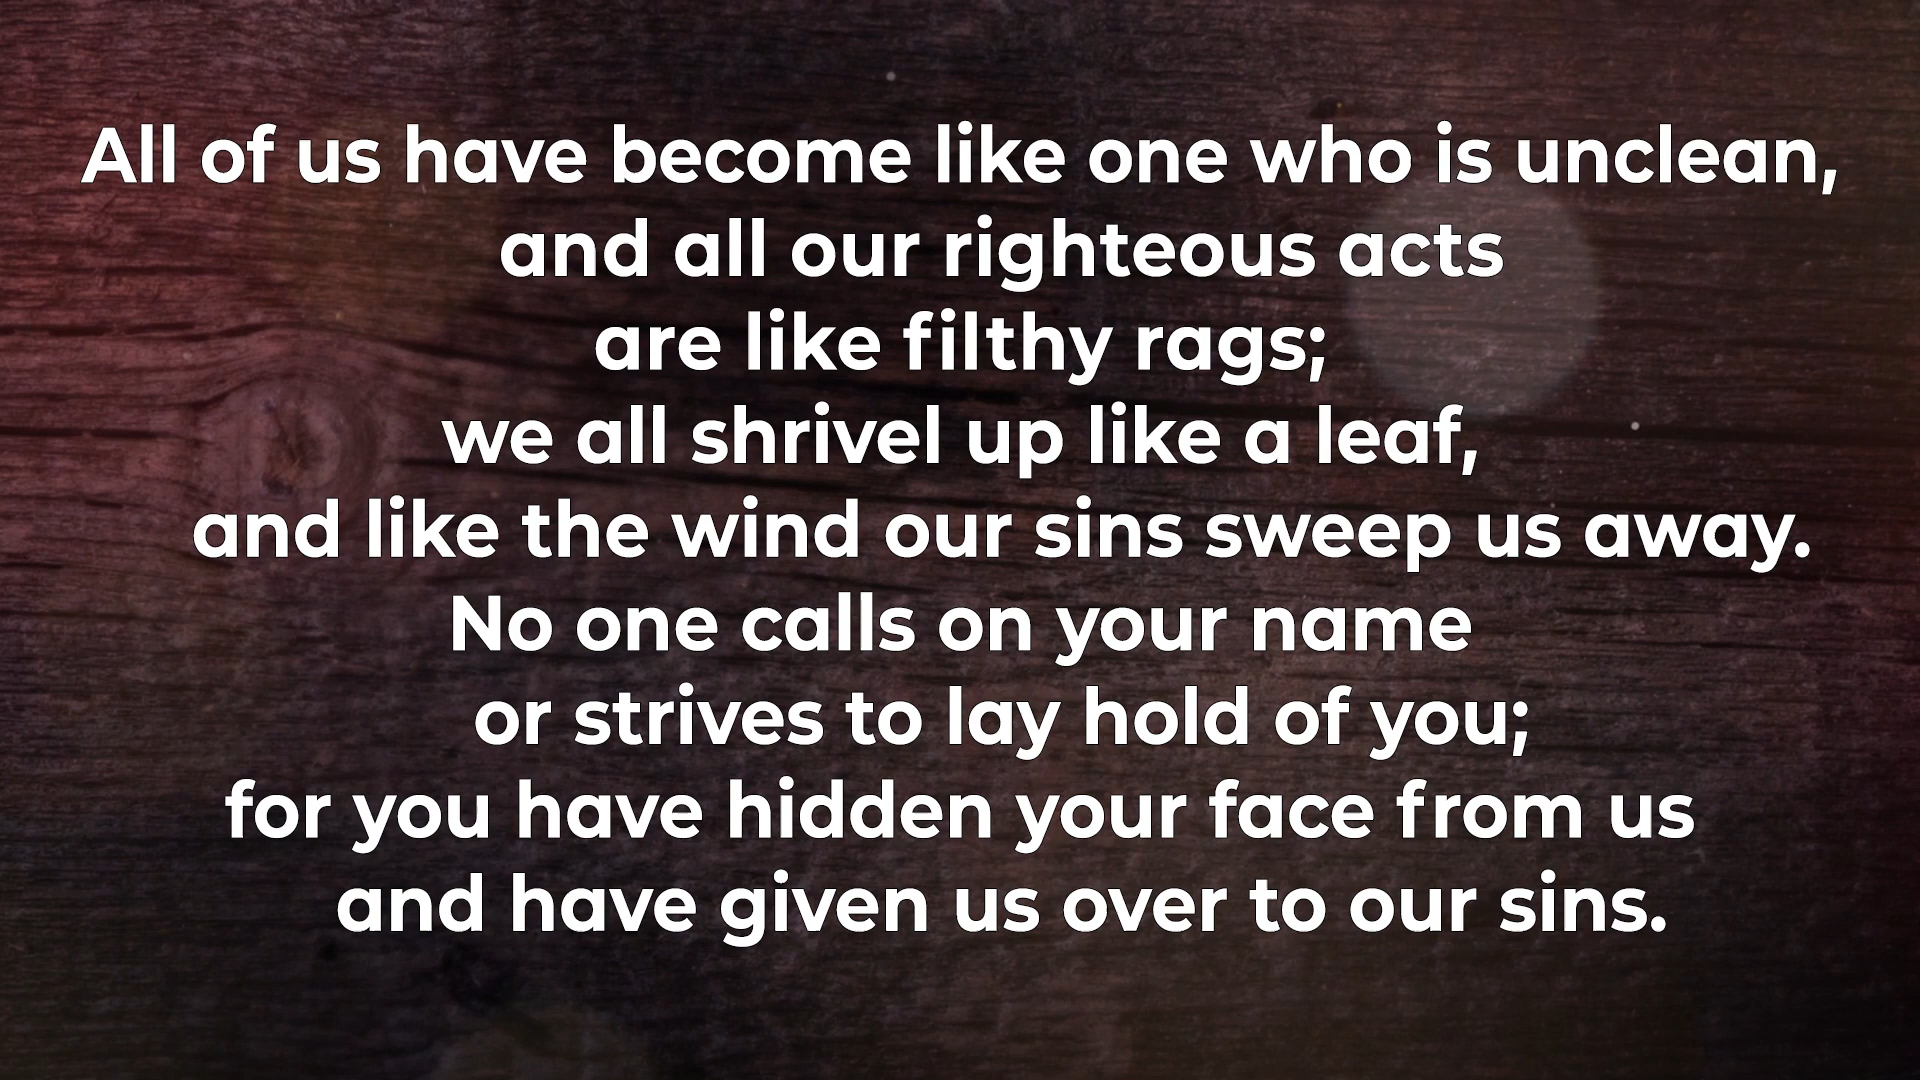 All of us have become like one who is unclean,
and all our righteous acts
are like filthy rags;
we all shrivel up like a leaf,
and like the wind our sins sweep us away.
No one calls on your name
or strives to lay hold of you;
for you have hidden your face from us
and have given us over to our sins.